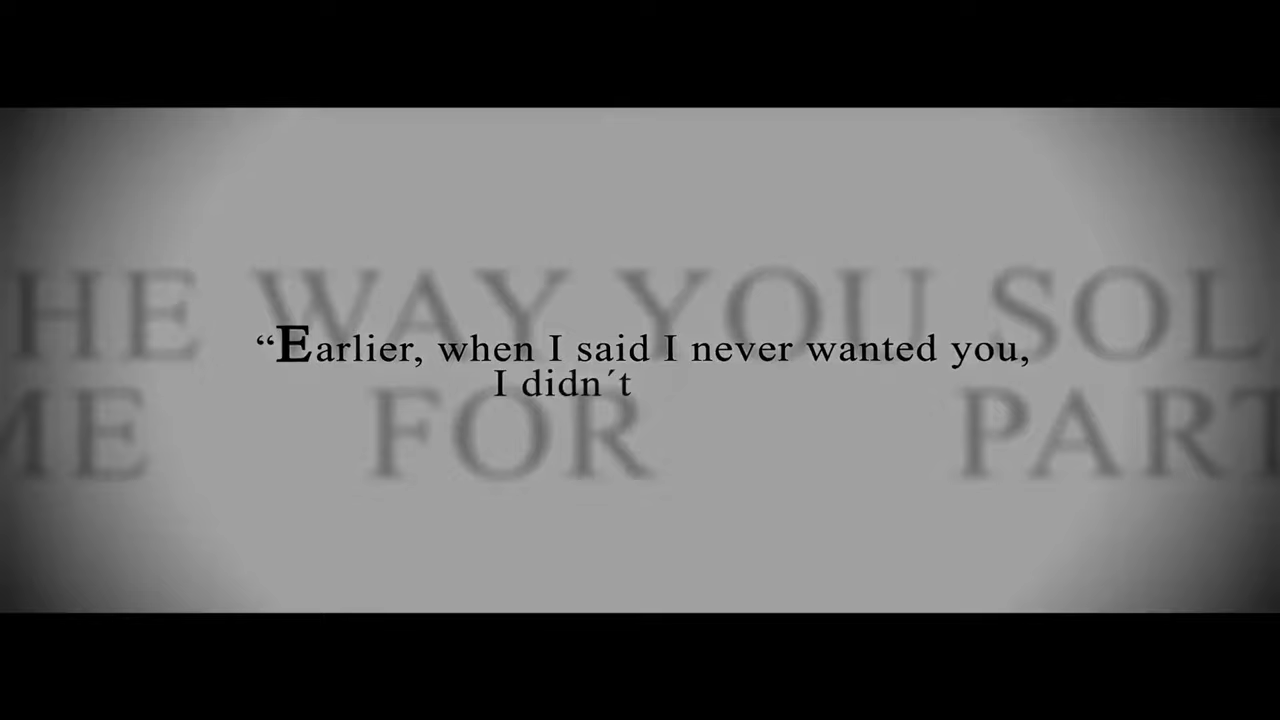 HE WAY YOU SOL
“Earlier, when I said I never wanted you,
I didn´t
ME FOR PART